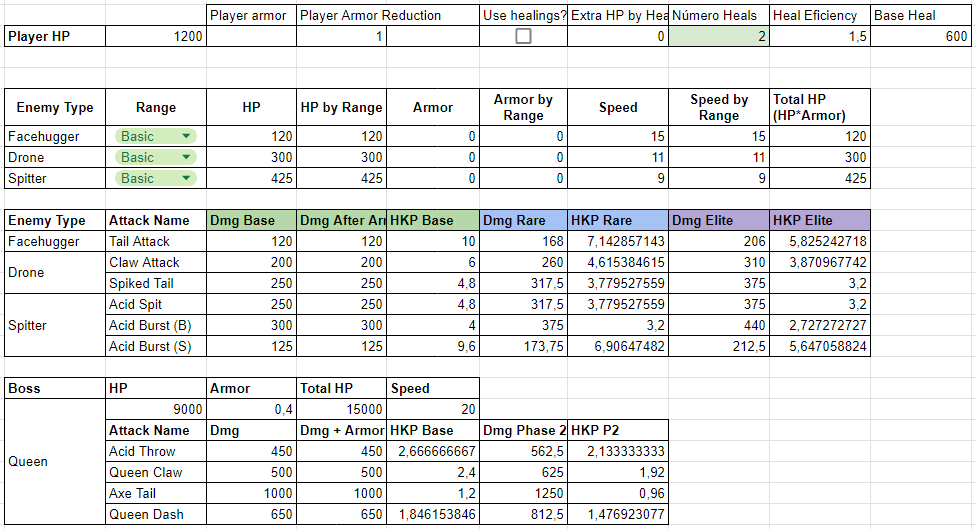 Player armor Player Armor Reduction Use healings? Extra HP by Hea Número Heals Heal Eficiency Base Heal
Player HP 1200 1 0 2 1,5 600
Enemy Type Range HP HP by Range Armor Armor by Range Speed Speed by Range Total HP (HP*Armor)
Facehugger Basic 120 120 0 0 15 15 120
Drone Basic 300 300 0 0 11 11 300
Spitter Basic 425 425 0 0 9 9 425
Enemy Type Attack Name Dmg Base Dmg After Arr HKP Base Dmg Rare HKP Rare Dmg Elite HKP Elite
Facehugger Tail Attack 120 120 10 168 7,142857143 206 5,825242718
Drone Claw Attack 200 200 6 260 4,615384615 310 3,870967742
Spiked Tail 250 250 4,8 317,5 3,779527559 375 3,2
Spitter Acid Spit 250 250 4,8 317,5 3,779527559 375 3,2
Acid Burst (B) 300 300 4 375 3,2 440 2,727272727
Acid Burst (S) 125 125 9,6 173,75 6,90647482 212,5 5,647058824
Boss HP Armor Total HP Speed
Queen 9000 0,4 15000 20
Attack Name Dmg Dmg + Armor HKP Base Dmg Phase 2 HKP P2
Acid Throw 450 450 2,666666667 562,5 2,133333333
Queen Claw 500 500 2,4 625 1,92
Axe Tail 1000 1000 1,2 1250 0,96
Queen Dash 650 650 1,846153846 812,5 1,476923077